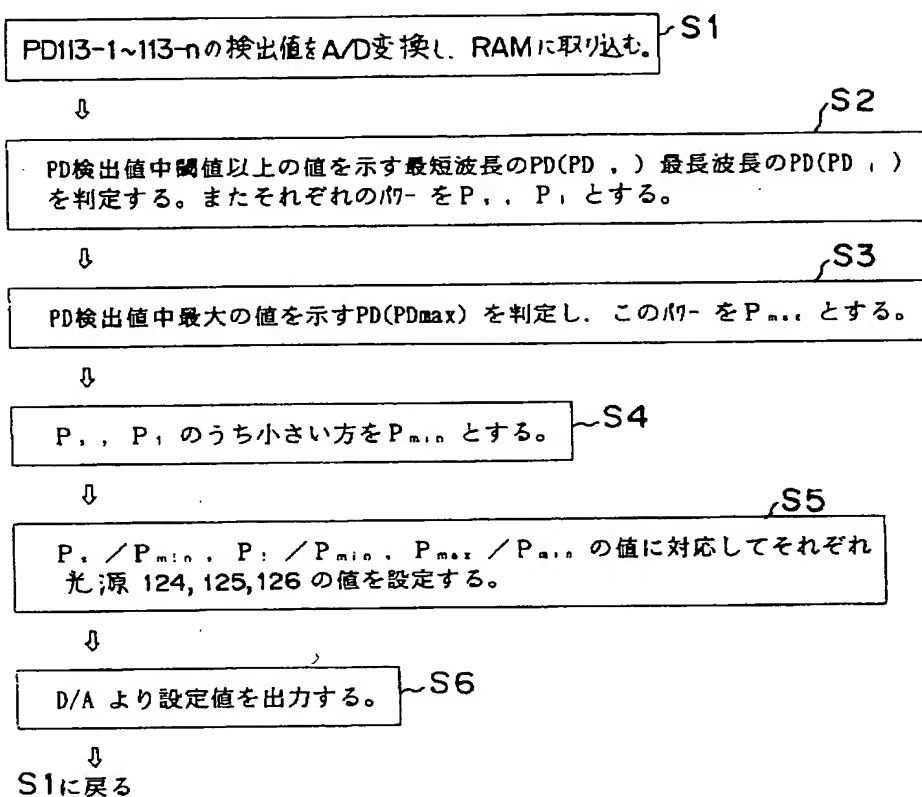 PD113-1~113-nの検出値をA/D変換し、RAMに取り込む。 S1
⇩
S2
PD検出値中閾値以上の値を示す最短波長のPD(PD ) 最長波長のPD(PD )
を判定する。またそれぞれのパワーをP , P とする。
⇩
S3
PD検出値中最大の値を示すPD(PDmax) を判定し、このパワーをP とする。
⇩
P , P のうち小さい方をPmin とする。 S4
⇩
S5
P /Pmin , P /Pmin , Pmax /Pmin の値に対応してそれぞれ
光源 124,125,126 の値を設定する。
⇩
D/A より設定値を出力する。 S6
⇩
S1に戻る